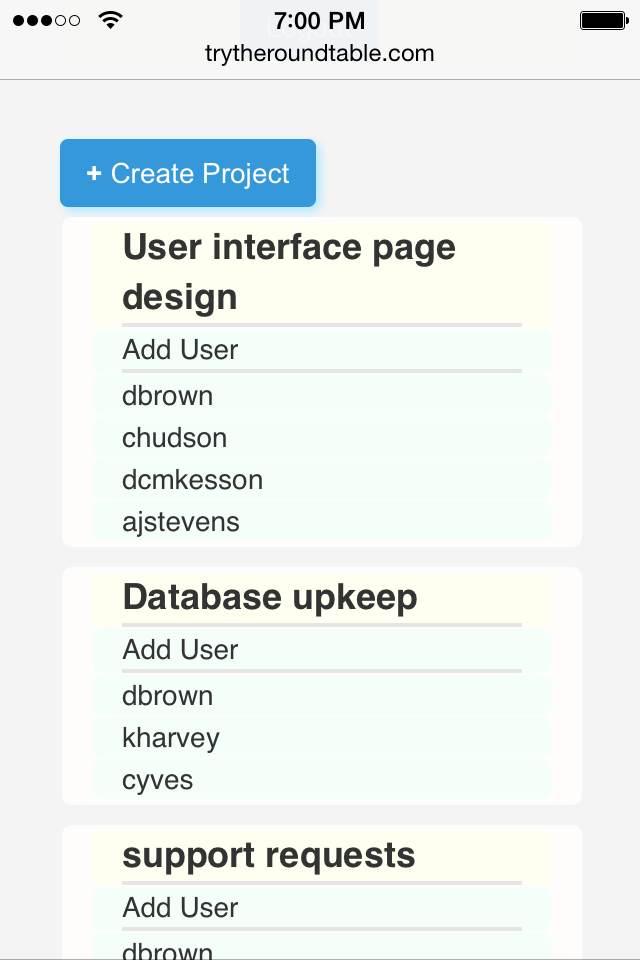 7:00 PM
trytheroundtable.com
+ Create Project
User interface page
design
Add User
dbrown
chudson
dcmkesson
ajstevens
Database upkeep
Add User
dbrown
kharvey
cyves
support requests
Add User
dbrown